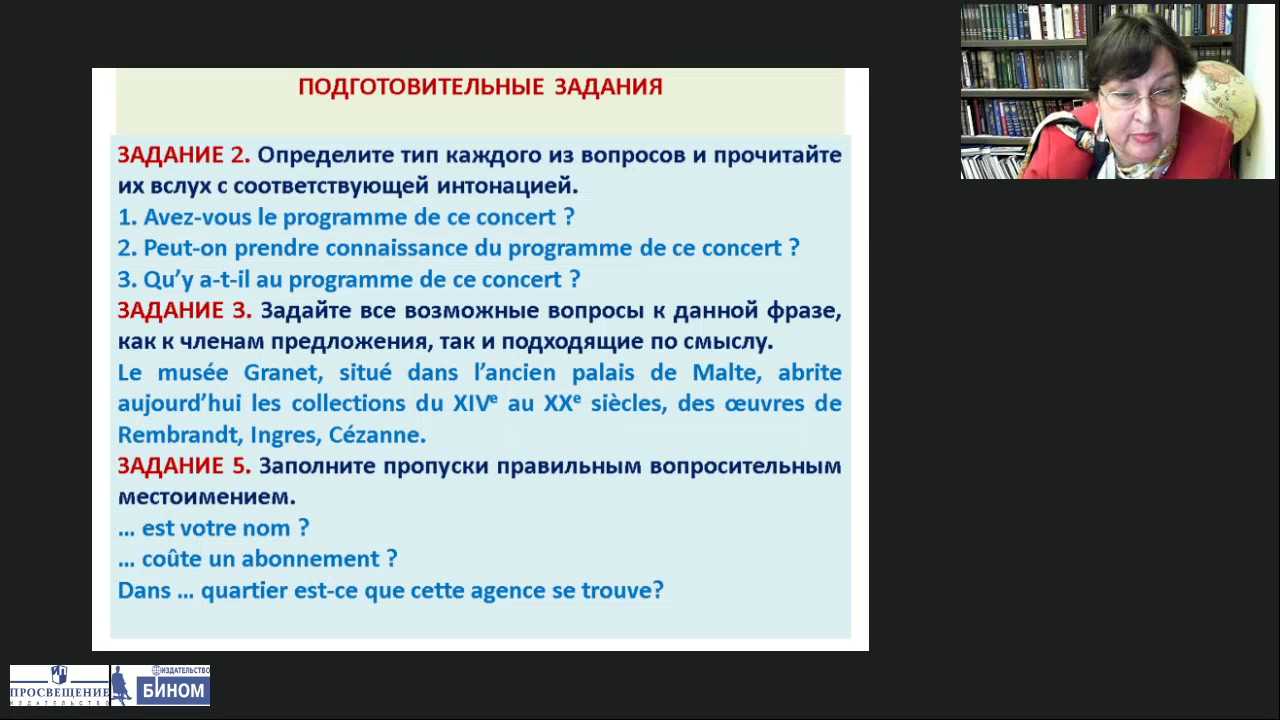 ПОДГОТОВИТЕЛЬНЫЕ ЗАДАНИЯ
ЗАДАНИЕ 2. Определите тип каждого из вопросов и прочитайте
их вслух с соответствующей интонацией.
1. Avez-vous le programme de ce concert ?
2. Peut-on prendre connaissance du programme de ce concert ?
3. Qu’y a-t-il au programme de ce concert ?
ЗАДАНИЕ 3. Задайте все возможные вопросы к данной фразе,
как к членам предложения, так и подходящие по смыслу.
Le musée Granet, situé dans l’ancien palais de Malte, abrite
aujourd’hui les collections du XIVᵉ au XXᵉ siècles, des œuvres de
Rembrandt, Ingres, Cézanne.
ЗАДАНИЕ 5. Заполните пропуски правильным вопросительным
местоимением.
… est votre nom ?
… coûte un abonnement ?
Dans … quartier est-ce que cette agence se trouve?
ПРОСВЕЩЕНИЕ
ИЗДАТЕЛЬСТВО
ИЗДАТЕЛЬСТВО
БИНОМ